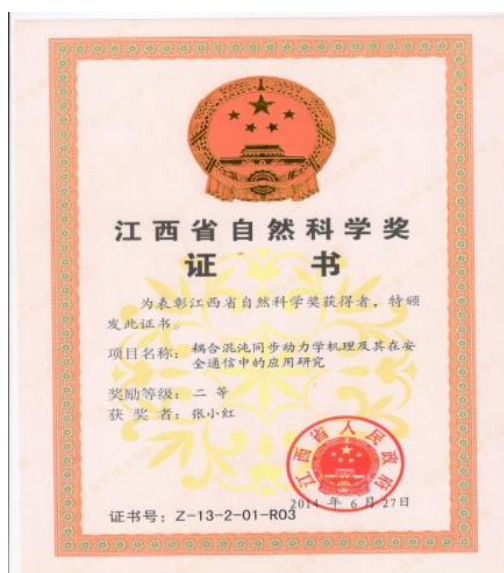 江西省自然科学奖
证书
为表彰江西省自然科学奖获得者，特颁
发此证书。
项目名称：耦合混沌同步动力学机理及其在安
全通信中的应用研究
奖励等级：二等
获奖者：张小红
江西省人民政府
2014年6月27日
证书号：Z-13-2-01-R03